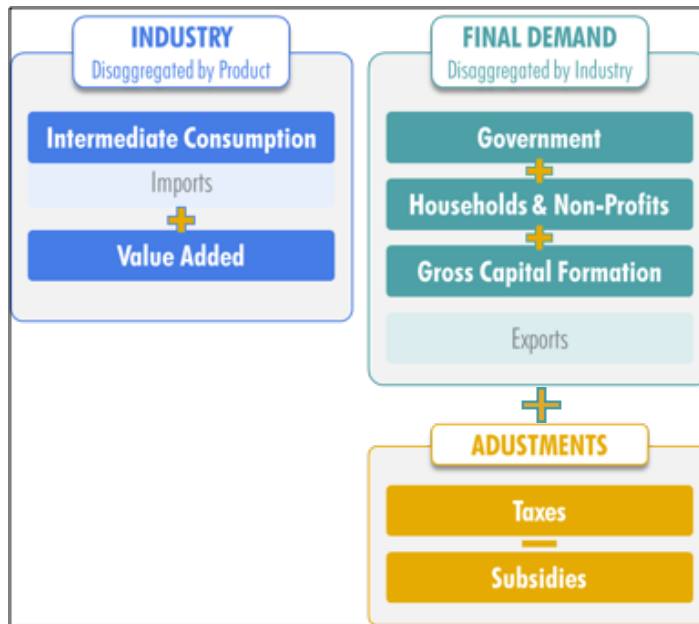 INDUSTRY
Disaggregated by Product
Intermediate Consumption
Imports
+
Value Added
FINAL DEMAND
Disaggregated by Industry
Government
+
Households & Non-Profits
+
Gross Capital Formation
Exports
+
ADUSTMENTS
Taxes
—
Subsidies